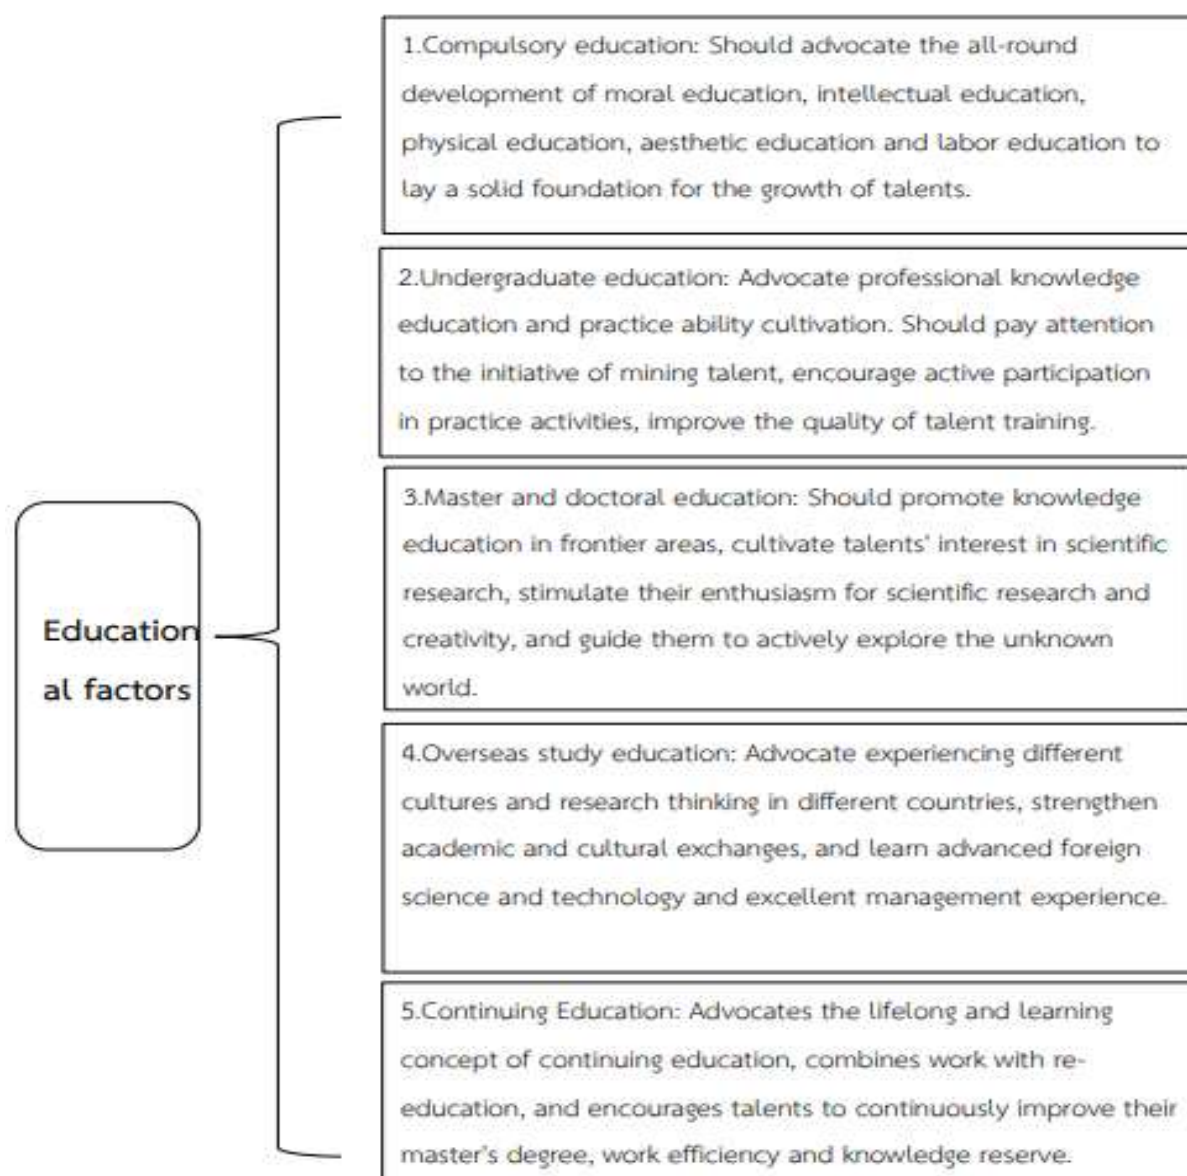 1.Compulsory education: Should advocate the all-round
development of moral education, intellectual education,
physical education, aesthetic education and labor education to
lay a solid foundation for the growth of talents.
2.Undergraduate education: Advocate professional knowledge
education and practice ability cultivation. Should pay attention
to the initiative of mining talent, encourage active participation
in practice activities, improve the quality of talent training.
3.Master and doctoral education: Should promote knowledge
education in frontier areas, cultivate talents' interest in scientific
research, stimulate their enthusiasm for scientific research and
creativity, and guide them to actively explore the unknown
world.
Education
al factors
4.Overseas study education: Advocate experiencing different
cultures and research thinking in different countries, strengthen
academic and cultural exchanges, and learn advanced foreign
science and technology and excellent management experience.
5.Continuing Education: Advocates the lifelong and learning
concept of continuing education, combines work with re-
education, and encourages talents to continuously improve their
master's degree, work efficiency and knowledge reserve.